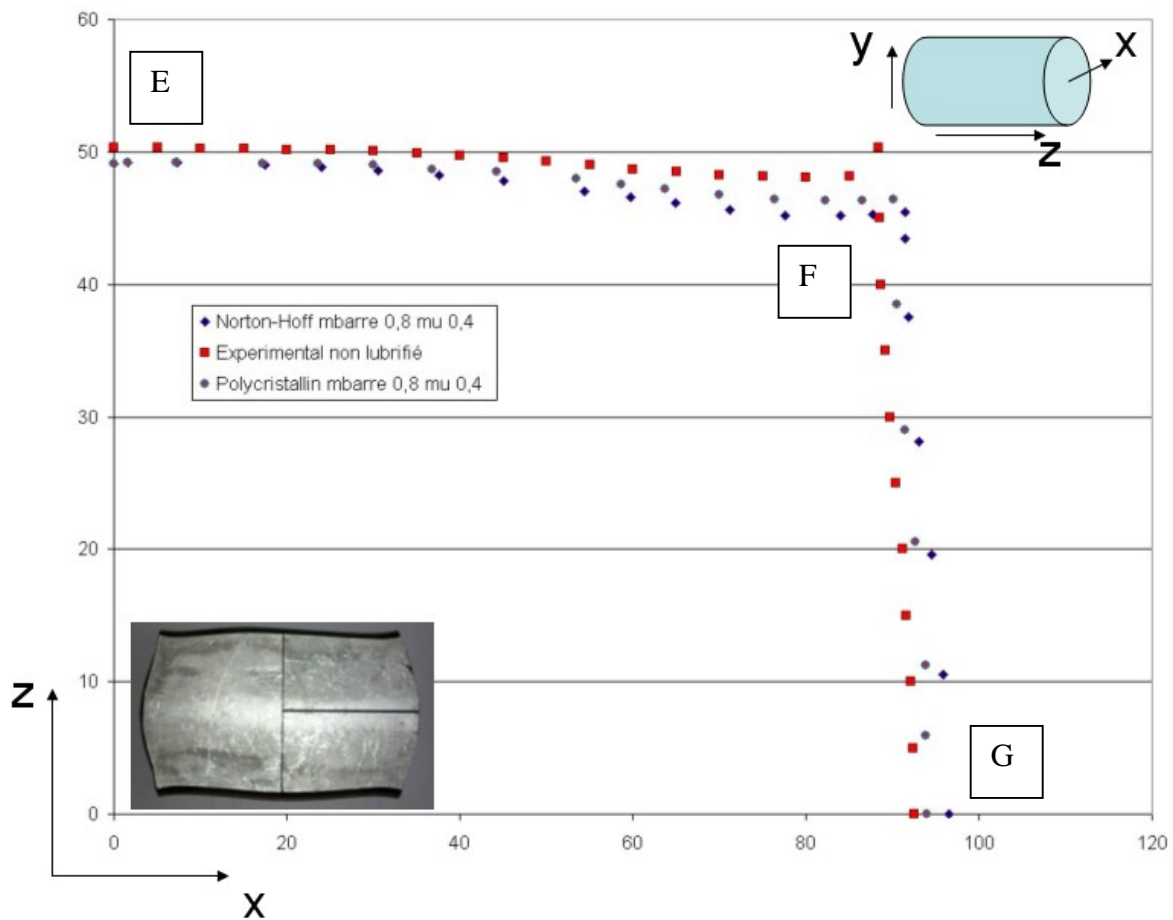 60
E
y
x
z
50
40
F
Norton-Hoff mbarre 0,8 mu 0,4
Experimental non lubrifié
Polycristallin mbarre 0,8 mu 0,4
30
20
z
10
G
0
0
20
40
60
80
100
120
x